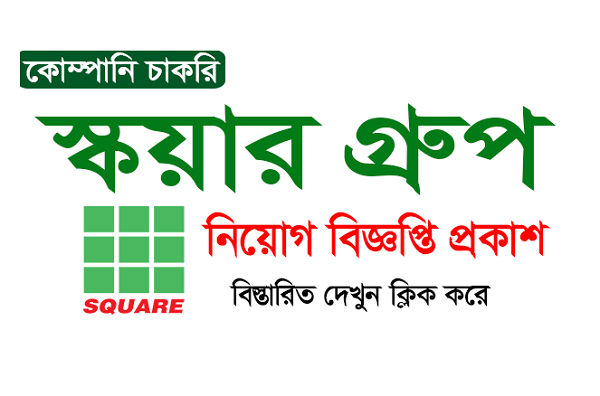 কোম্পানি চাকরি
স্কয়ার গ্রুপ
নিয়োগ বিজ্ঞপ্তি প্রকাশ
SQUARE
বিস্তারিত দেখুন ক্লিক করে